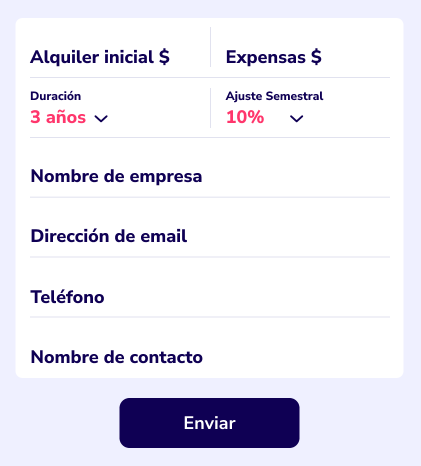 Alquiler inicial $
Expensas $
Duración
3 años
Ajuste Semestral
10%
Nombre de empresa
Dirección de email
Teléfono
Nombre de contacto
Enviar